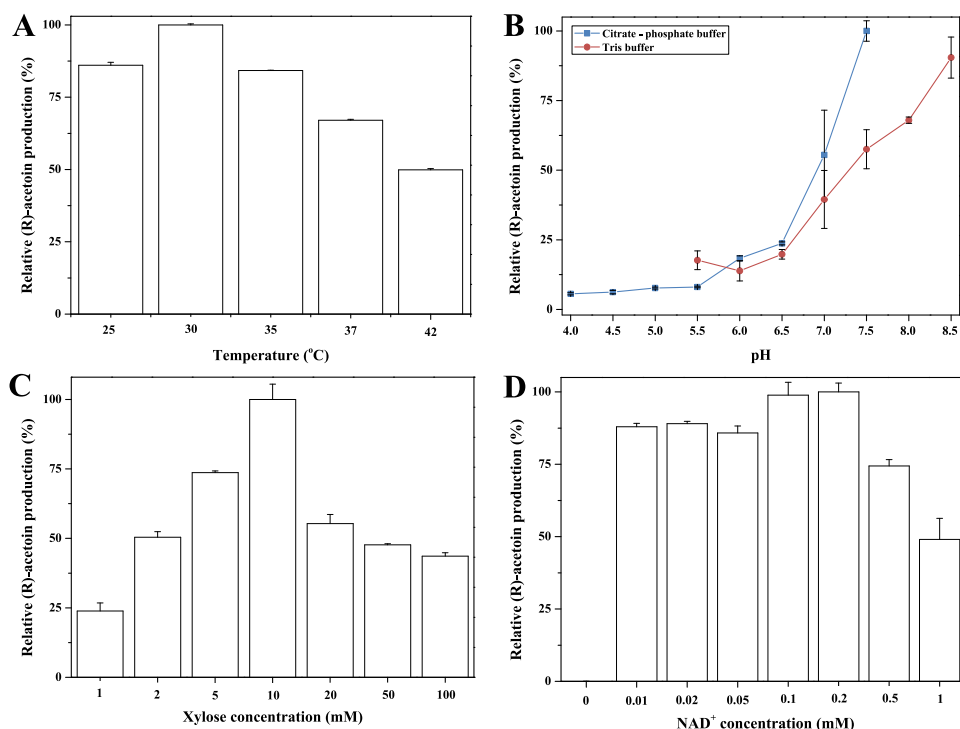 A
Relative (R)-acetoin production (%)
100
75
50
25
0
25 30 35 37 42
Temperature (°C)
B
Relative (R)-acetoin production (%)
Citrate - phosphate buffer
Tris buffer
100
75
50
25
0
4.0 4.5 5.0 5.5 6.0 6.5 7.0 7.5 8.0 8.5
pH
C
Relative (R)-acetoin production (%)
100
75
50
25
0
1 2 5 10 20 50 100
Xylose concentration (mM)
D
Relative (R)-acetoin production (%)
100
75
50
25
0
0 0.01 0.02 0.05 0.1 0.2 0.5 1
NAD⁺ concentration (mM)